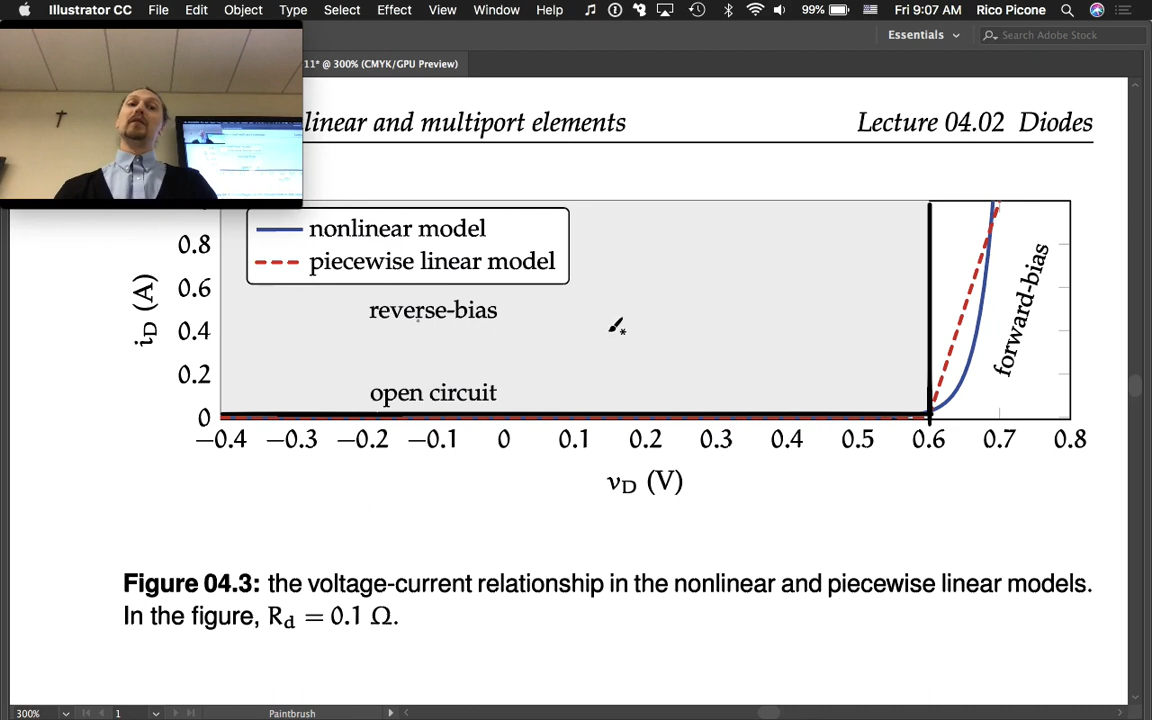 Illustrator CC File Edit Object Type Select Effect View Window Help 99% Fri 9:07 AM Rico Picone
Essentials Search Adobe Stock
11* @ 300% (CMYK/GPU Preview)
linear and multiport elements Lecture 04.02 Diodes
nonlinear model
piecewise linear model
reverse-bias
open circuit
forward-bias
iD (A)
0.8
0.6
0.4
0.2
0
−0.4 −0.3 −0.2 −0.1 0 0.1 0.2 0.3 0.4 0.5 0.6 0.7 0.8
vD (V)
Figure 04.3: the voltage-current relationship in the nonlinear and piecewise linear models.
In the figure, Rd = 0.1 Ω.
300% 1 Paintbrush